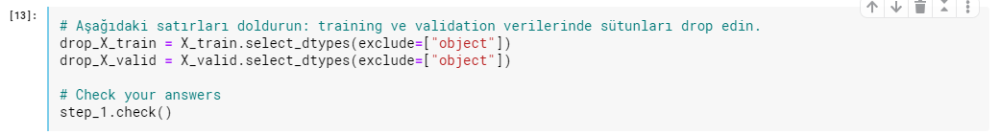 [13]:
# Aşağıdaki satırları doldurun: training ve validation verilerinde sütunları drop edin.
drop_X_train = X_train.select_dtypes(exclude=["object"])
drop_X_valid = X_valid.select_dtypes(exclude=["object"])
# Check your answers
step_1.check()